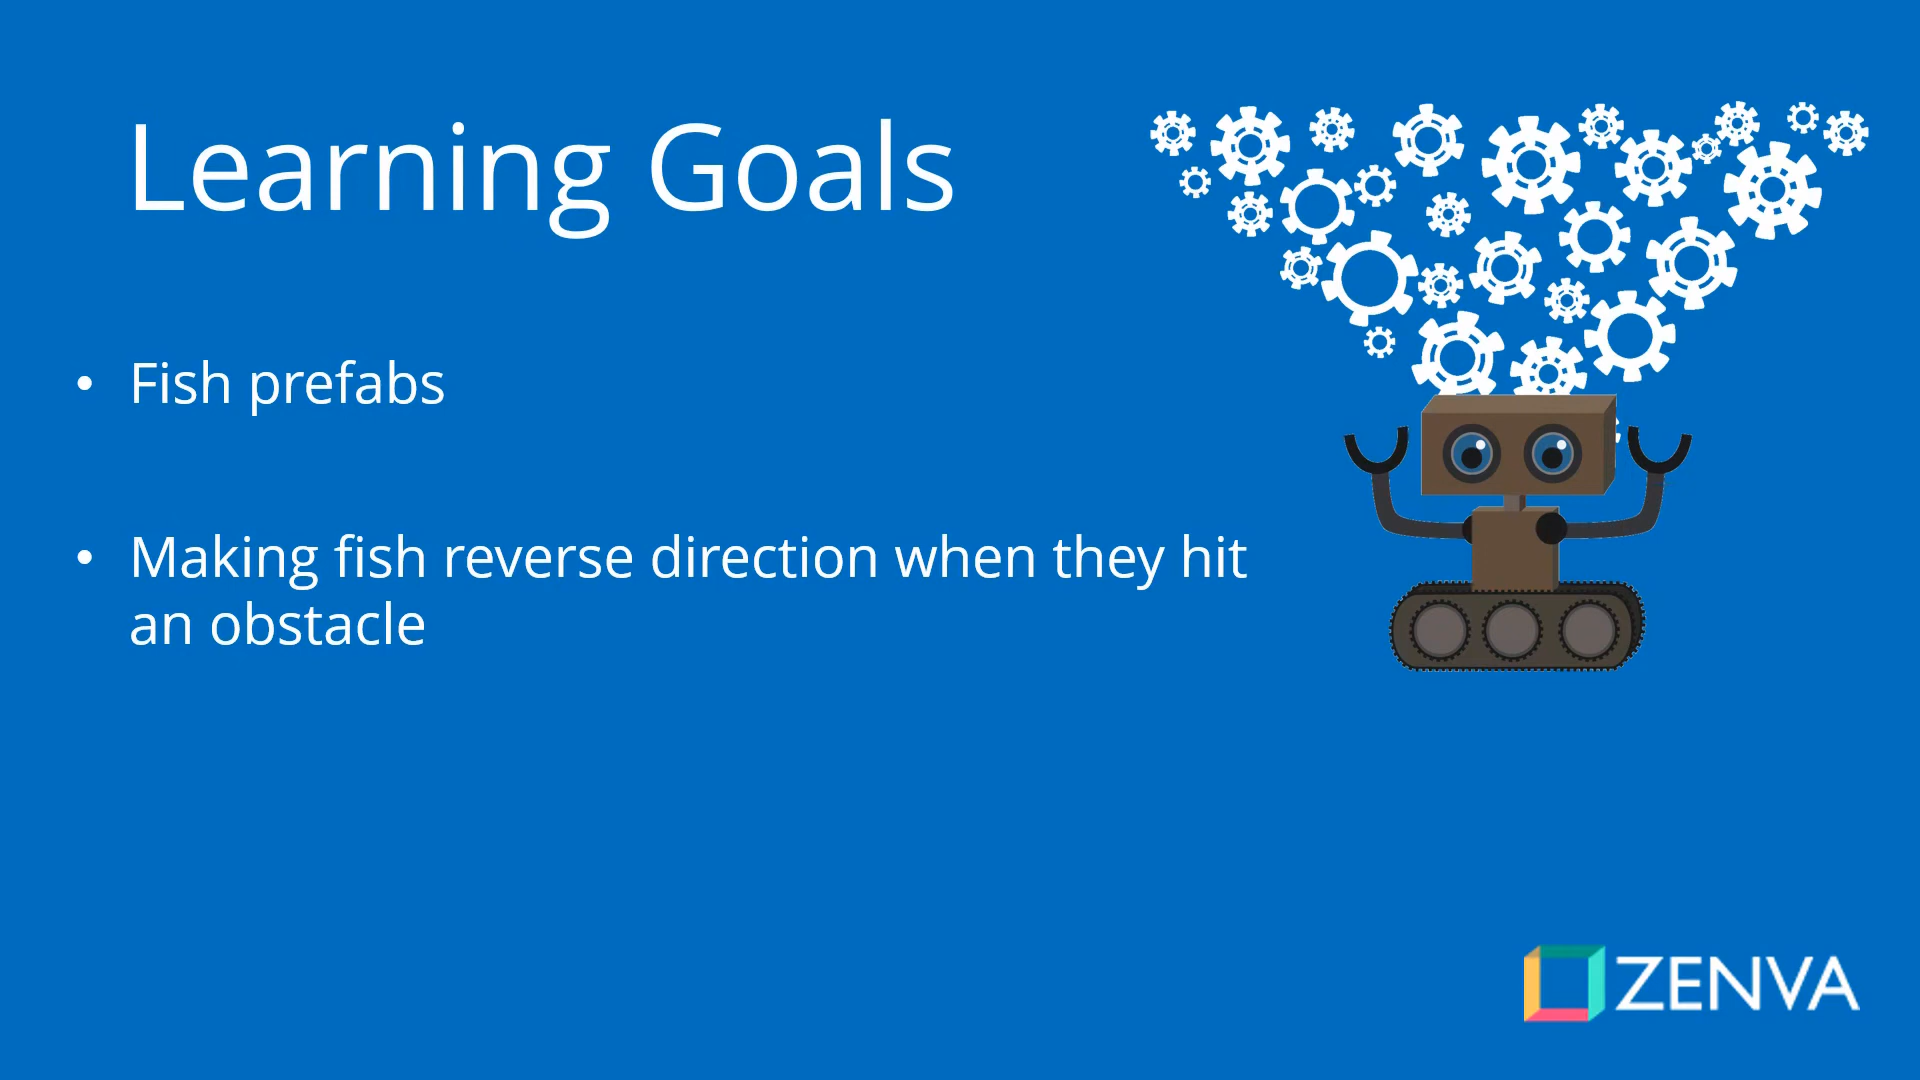 Learning Goals
• Fish prefabs
• Making fish reverse direction when they hit
an obstacle
ZENVA